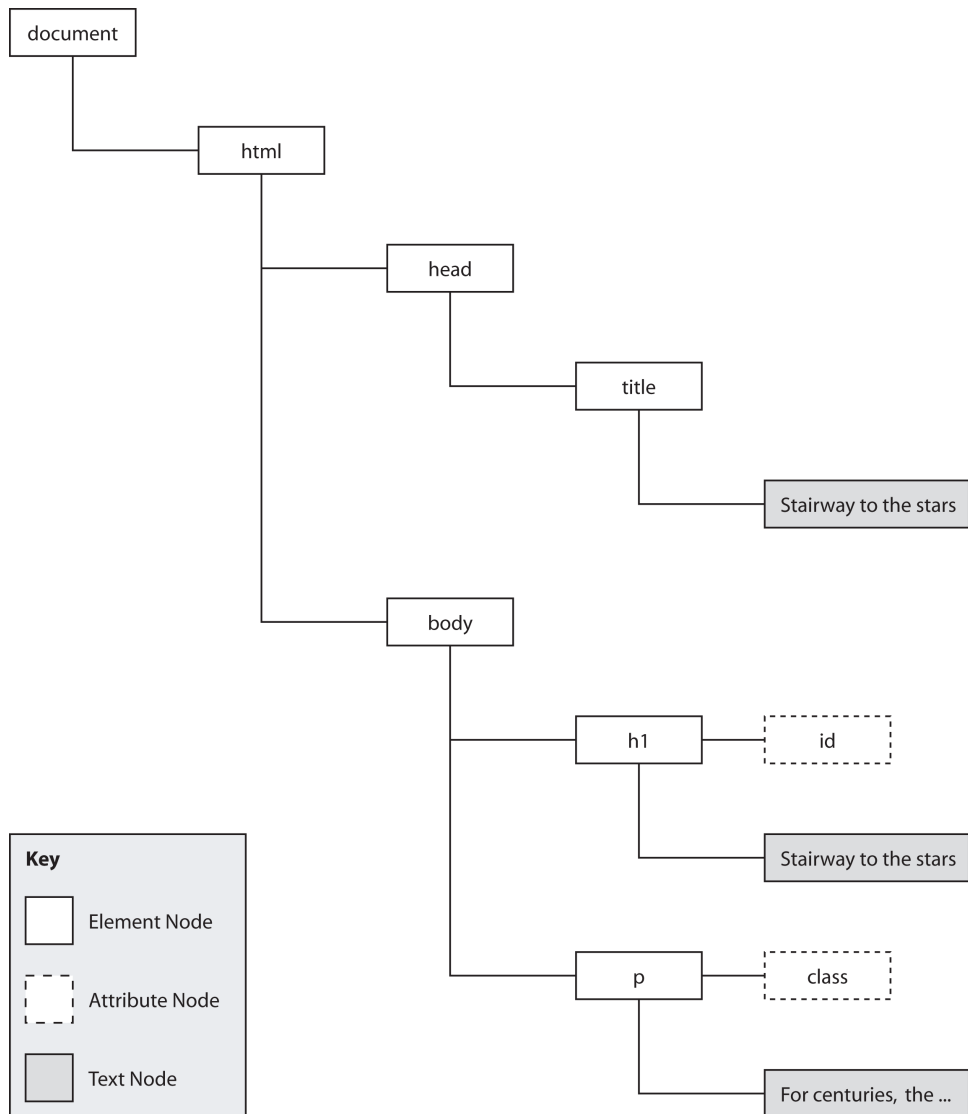 document
html
head
title
Stairway to the stars
body
h1
id
Stairway to the stars
p
class
For centuries, the ...
Key
Element Node
Attribute Node
Text Node